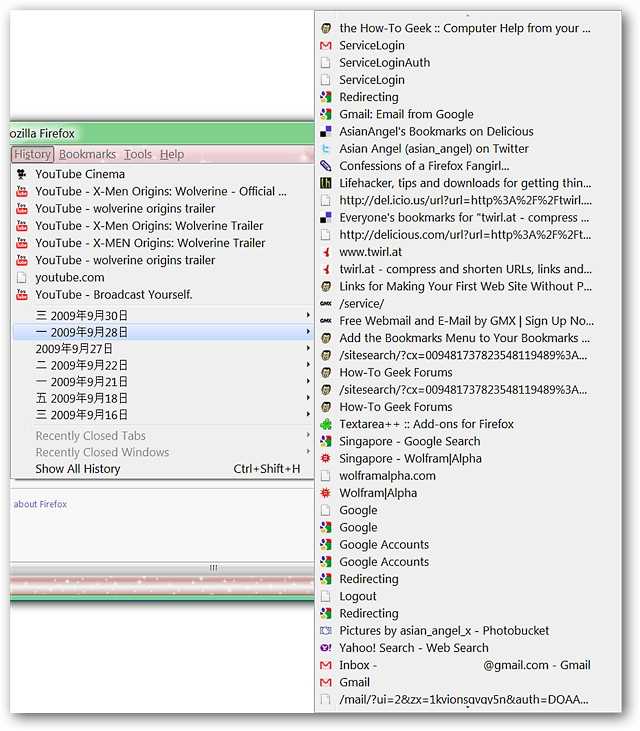 ozilla Firefox
History Bookmarks Tools Help
YouTube Cinema
YouTube - X-Men Origins: Wolverine - Official ...
YouTube - wolverine origins trailer
YouTube - X-Men Origins: Wolverine Trailer
YouTube - X-MEN Origins: Wolverine Trailer
YouTube - wolverine origins trailer
youtube.com
YouTube - Broadcast Yourself.
三 2009年9月30日
一 2009年9月28日
2009年9月27日
二 2009年9月22日
一 2009年9月21日
五 2009年9月18日
三 2009年9月16日
Recently Closed Tabs
Recently Closed Windows
Show All History Ctrl+Shift+H
about Firefox
the How-To Geek :: Computer Help from your ...
ServiceLogin
ServiceLoginAuth
ServiceLogin
Redirecting
Gmail: Email from Google
AsianAngel's Bookmarks on Delicious
Asian Angel (asian_angel) on Twitter
Confessions of a Firefox Fangirl...
Lifehacker, tips and downloads for getting thin...
http://del.icio.us/url?url=http%3A%2F%2Ftwirl....
Everyone's bookmarks for "twirl.at - compress ...
http://delicious.com/url?url=http%3A%2F%2Ft...
www.twirl.at
twirl.at - compress and shorten URLs, links and...
Links for Making Your First Web Site Without P...
/service/
Free Webmail and E-Mail by GMX | Sign Up No...
Add the Bookmarks Menu to Your Bookmarks ...
/sitesearch/?cx=009481737823548119489%3A...
How-To Geek Forums
/sitesearch/?cx=009481737823548119489%3A...
How-To Geek Forums
Textarea++ :: Add-ons for Firefox
Singapore - Google Search
Singapore - Wolfram|Alpha
wolframalpha.com
Wolfram|Alpha
Google
Google
Google Accounts
Google Accounts
Redirecting
Logout
Redirecting
Pictures by asian_angel_x - Photobucket
Yahoo! Search - Web Search
Inbox - @gmail.com - Gmail
Gmail
/mail/?ui=2&zx=1kvionsqvqy5n&auth=DOAA...